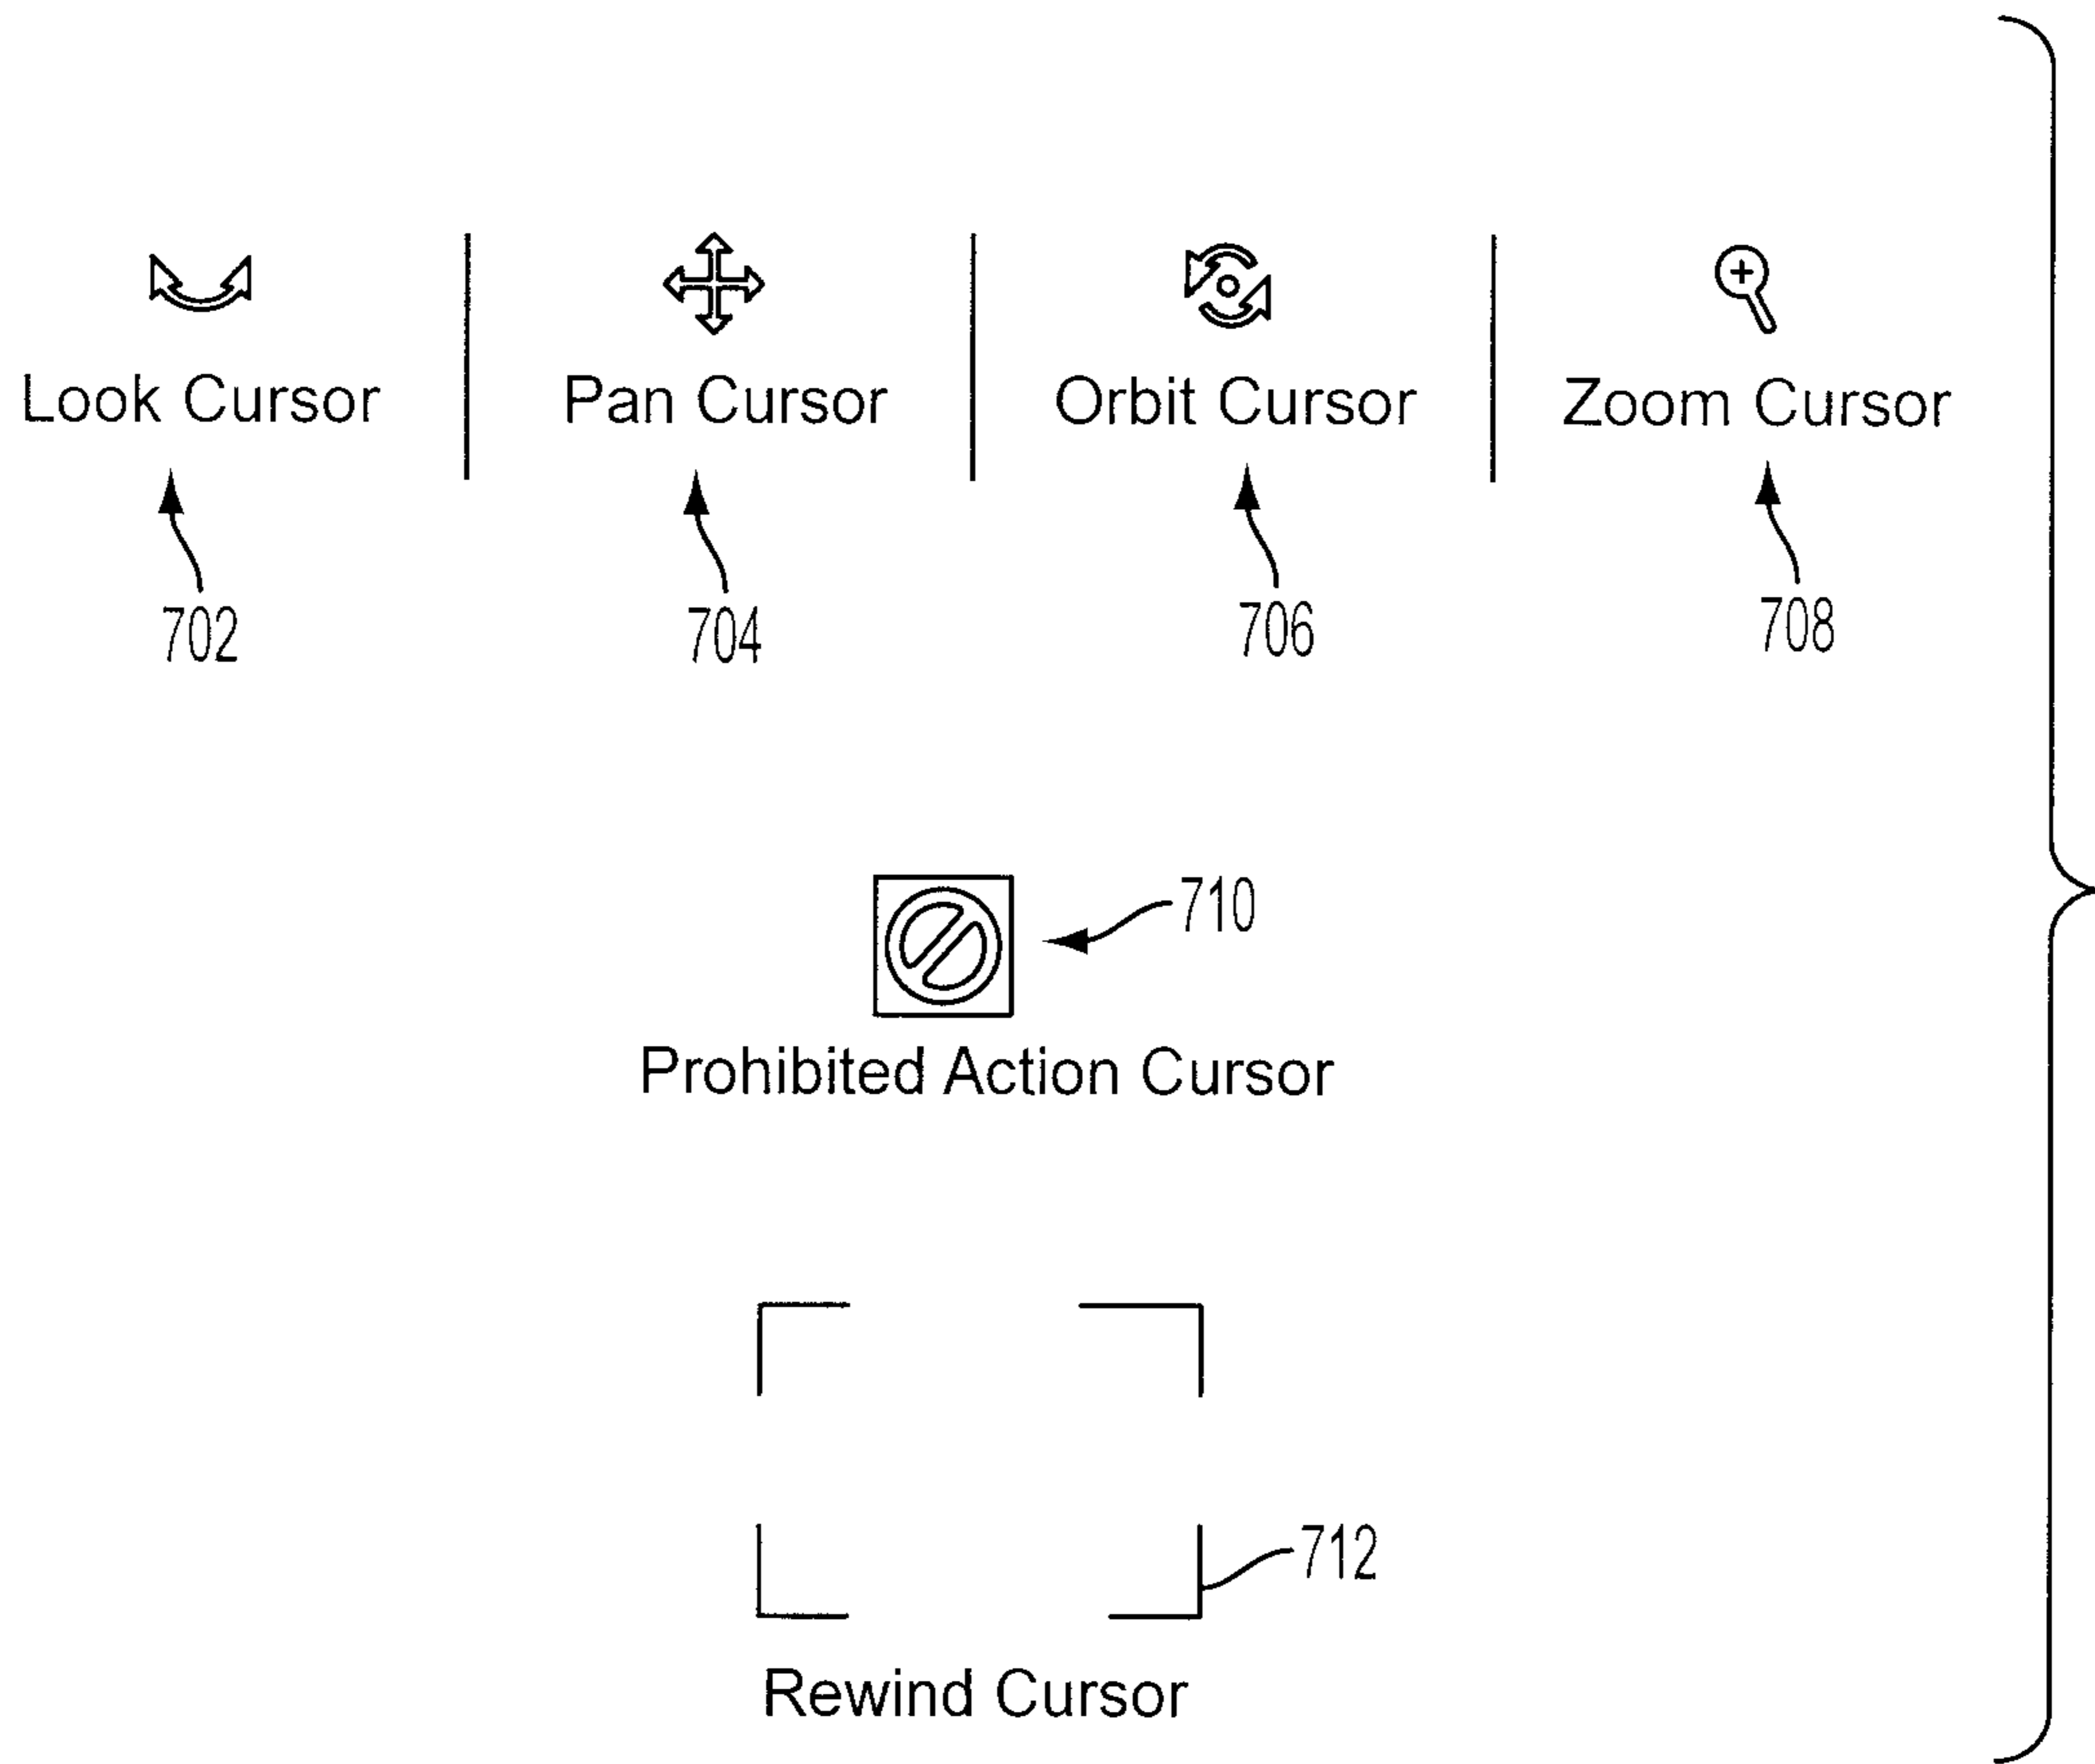 Look Cursor Pan Cursor Orbit Cursor Zoom Cursor
702 704 706 708
710
Prohibited Action Cursor
712
Rewind Cursor